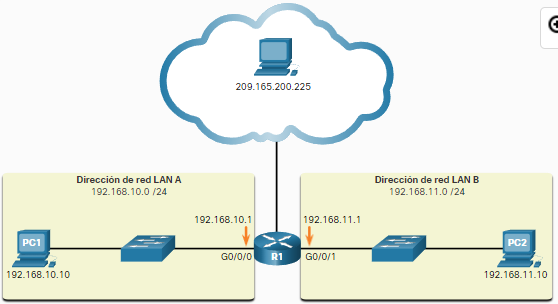 209.165.200.225
Dirección de red LAN A
192.168.10.0 /24
Dirección de red LAN B
192.168.11.0 /24
192.168.10.1
192.168.11.1
PC1
G0/0/0
R1
G0/0/1
PC2
192.168.10.10
192.168.11.10